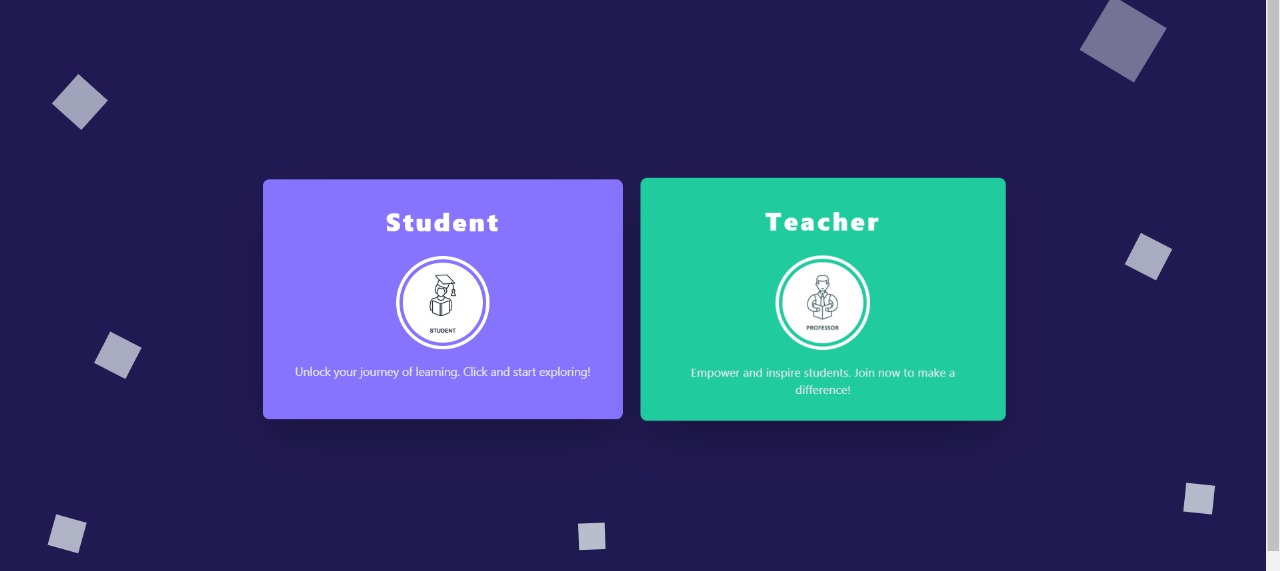 Student
STUDENT
Unlock your journey of learning. Click and start exploring!
Teacher
PROFESSOR
Empower and inspire students. Join now to make a
difference!